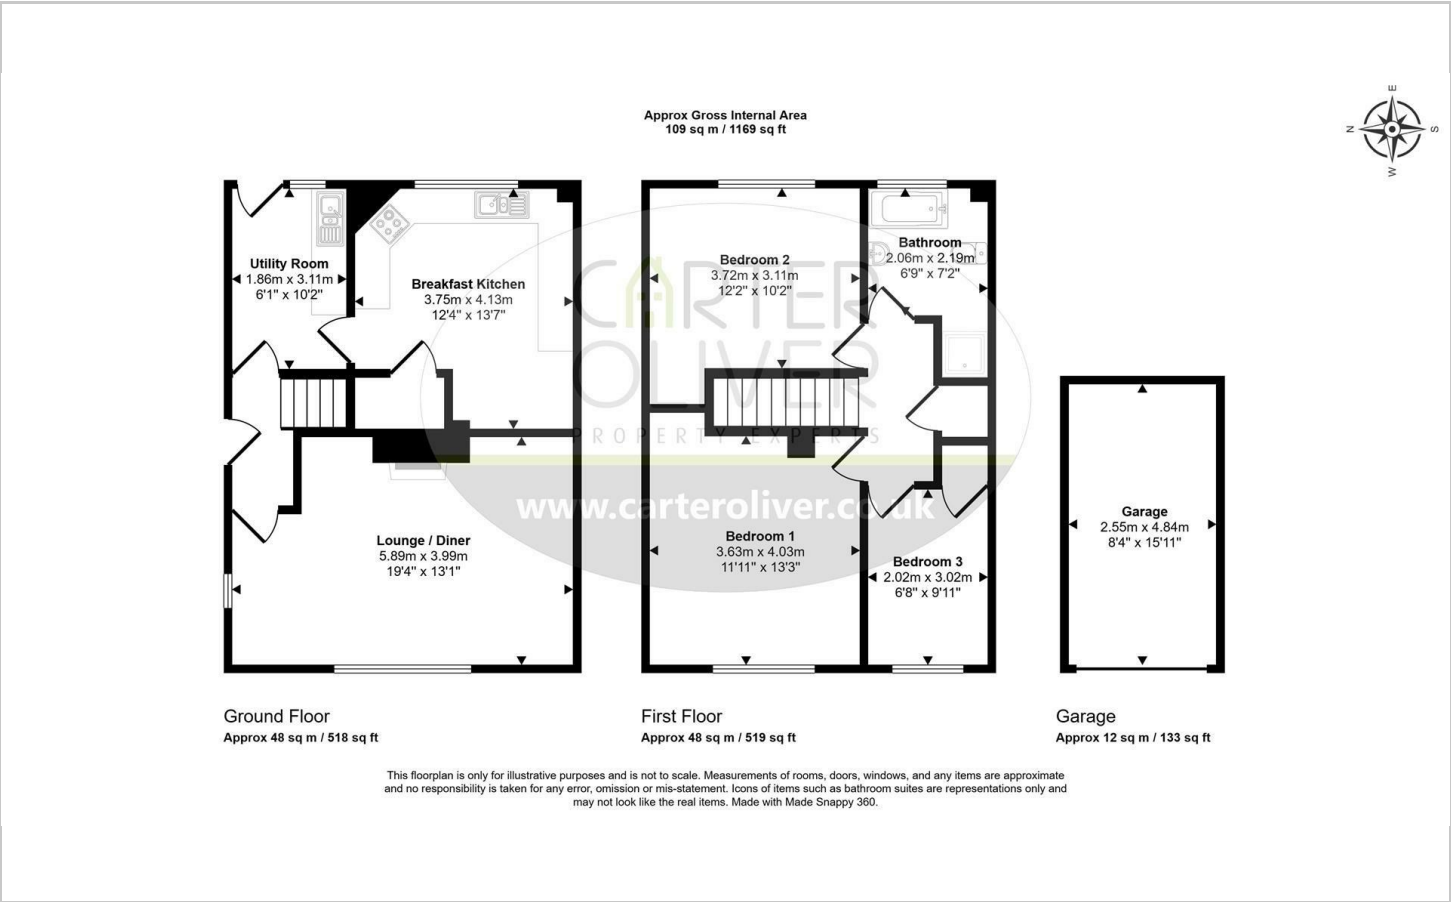 Approx Gross Internal Area
109 sq m / 1169 sq ft
E
N
S
W
Utility Room
1.86m x 3.11m
6'1" x 10'2"
Breakfast Kitchen
3.75m x 4.13m
12'4" x 13'7"
Lounge / Diner
5.89m x 3.99m
19'4" x 13'1"
Bedroom 2
3.72m x 3.11m
12'2" x 10'2"
Bathroom
2.06m x 2.19m
6'9" x 7'2"
Bedroom 1
3.63m x 4.03m
11'11" x 13'3"
Bedroom 3
2.02m x 3.02m
6'8" x 9'11"
Garage
2.55m x 4.84m
8'4" x 15'11"
CARTER
OLIVER
PROPERTY EXPERTS
www.carteroliver.co.uk
Ground Floor
Approx 48 sq m / 518 sq ft
First Floor
Approx 48 sq m / 519 sq ft
Garage
Approx 12 sq m / 133 sq ft
This floorplan is only for illustrative purposes and is not to scale. Measurements of rooms, doors, windows, and any items are approximate
and no responsibility is taken for any error, omission or mis-statement. Icons of items such as bathroom suites are representations only and
may not look like the real items. Made with Made Snappy 360.